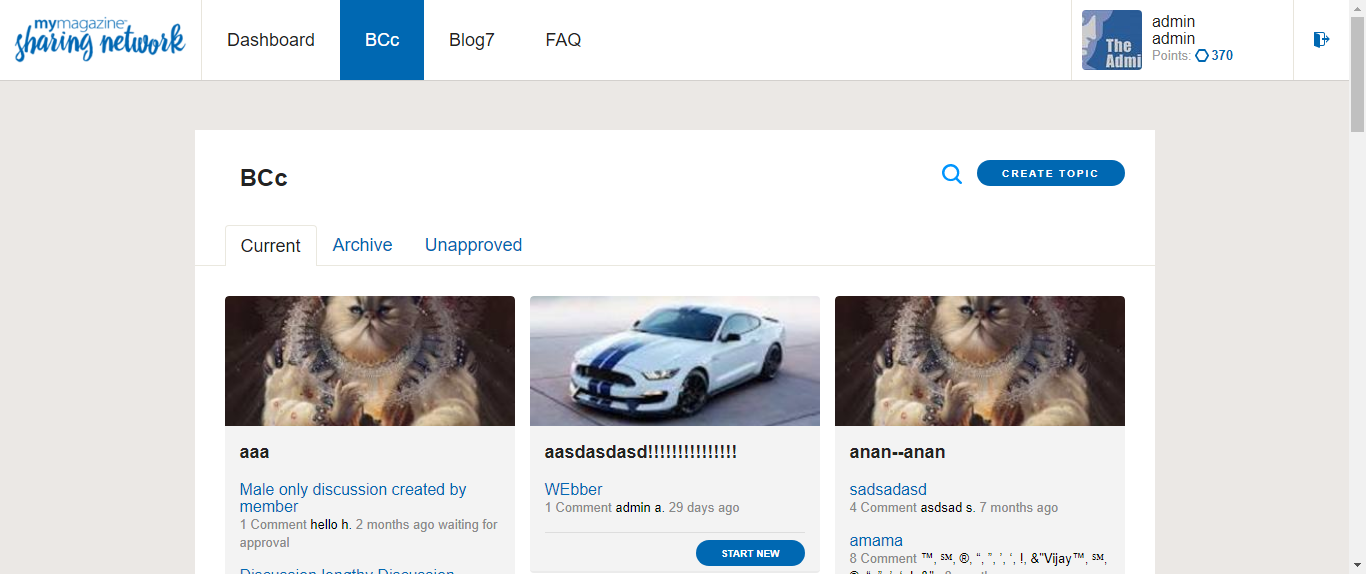 mymagazine
sharing network
Dashboard
BCc
Blog7
FAQ
The
Admi
admin
admin
Points: 370
BCc
CREATE TOPIC
Current
Archive
Unapproved
aaa
Male only discussion created by
member
1 Comment hello h. 2 months ago waiting for
approval
aasdasdasd!!!!!!!!!!!!!!!
WEbber
1 Comment admin a. 29 days ago
START NEW
anan--anan
sadsadasd
4 Comment asdsad s. 7 months ago
amama
8 Comment ™, ℠, ®, “, ”, ’, ‘, !, &"Vijay™, ℠,
Discussion lengthy Discussion